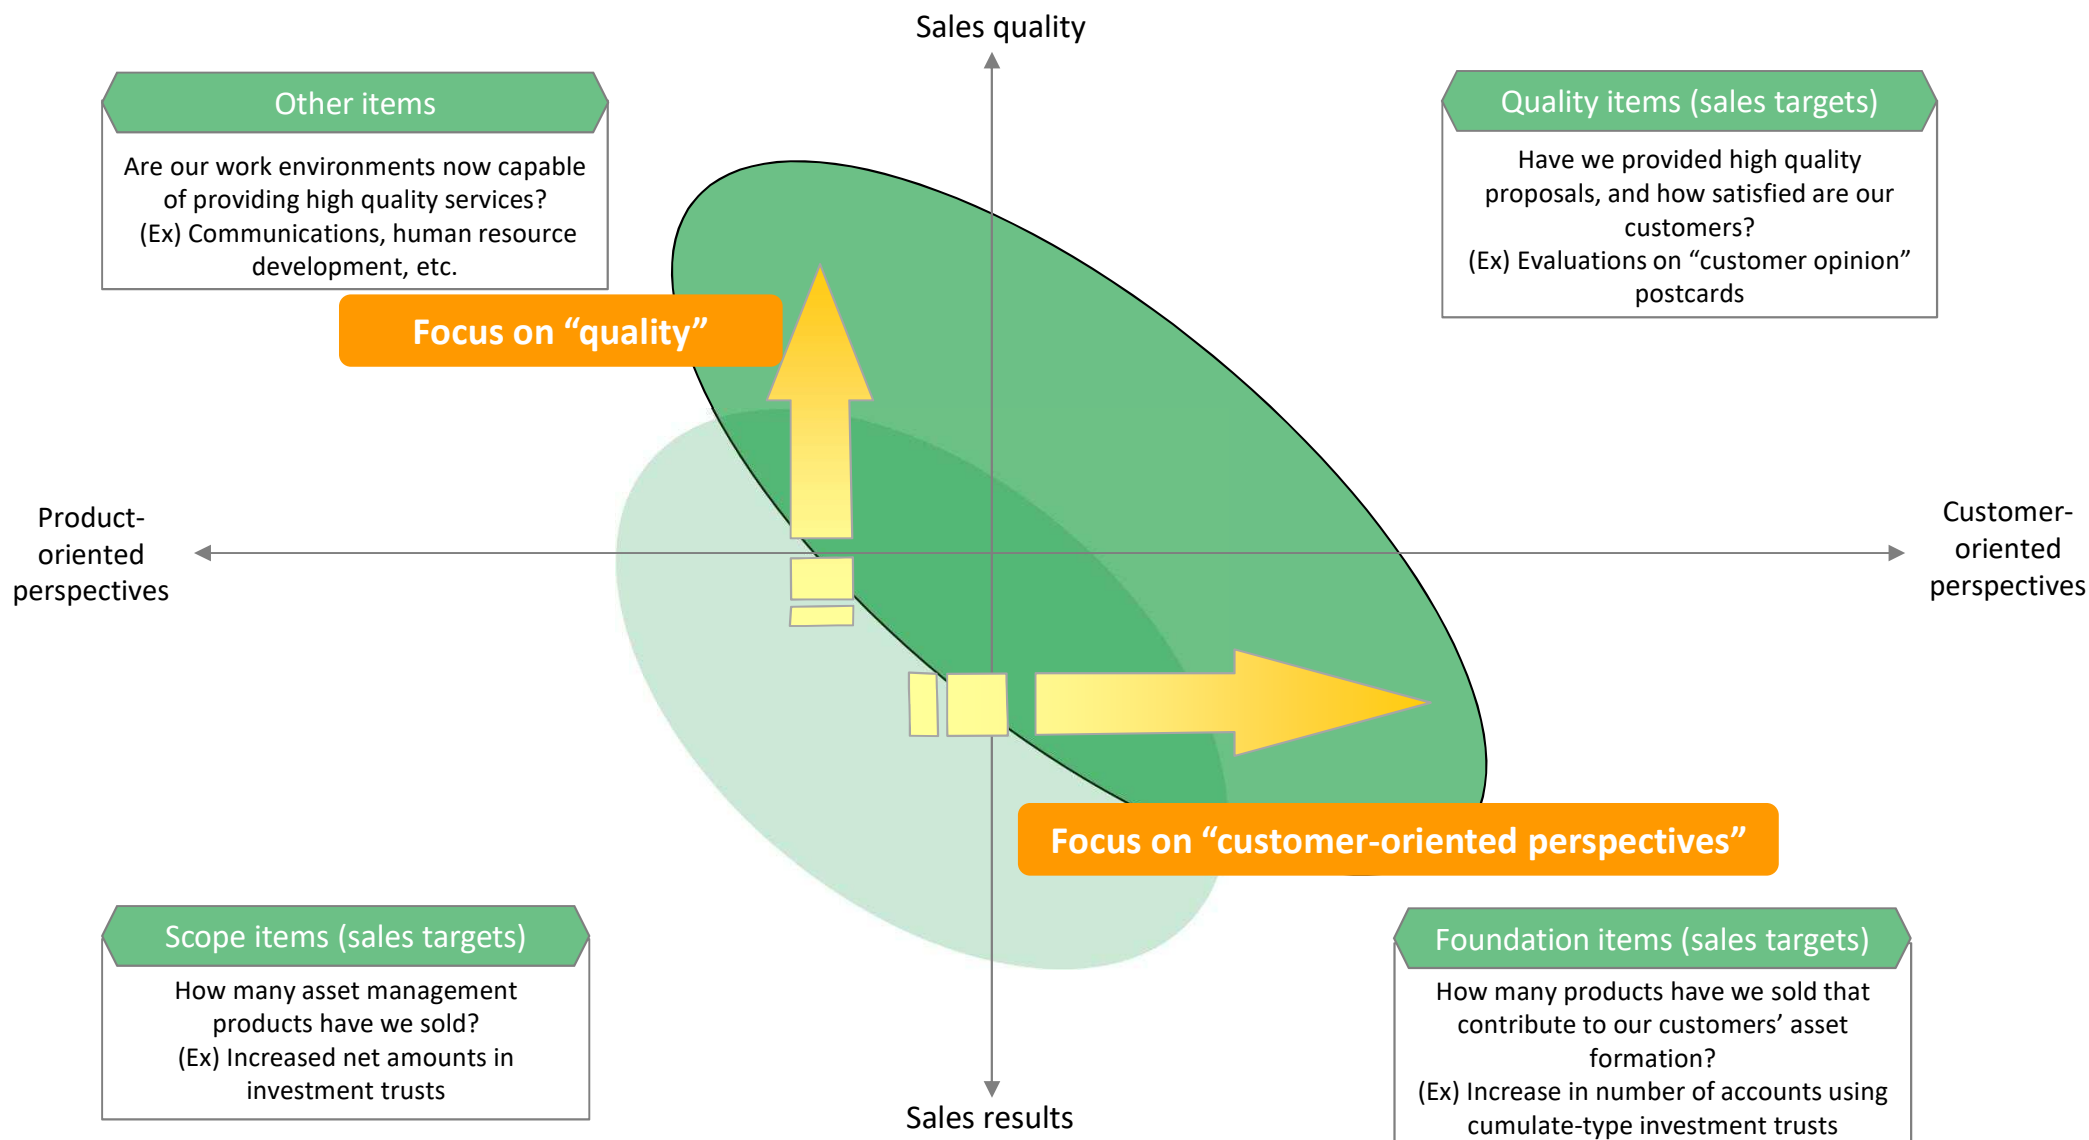 Sales quality
Other items
Are our work environments now capable
of providing high quality services?
(Ex) Communications, human resource
development, etc.
Quality items (sales targets)
Have we provided high quality
proposals, and how satisfied are our
customers?
(Ex) Evaluations on “customer opinion”
postcards
Focus on “quality”
Product-
oriented
perspectives
Customer-
oriented
perspectives
Focus on “customer-oriented perspectives”
Scope items (sales targets)
How many asset management
products have we sold?
(Ex) Increased net amounts in
investment trusts
Foundation items (sales targets)
How many products have we sold that
contribute to our customers’ asset
formation?
(Ex) Increase in number of accounts using
cumulate-type investment trusts
Sales results